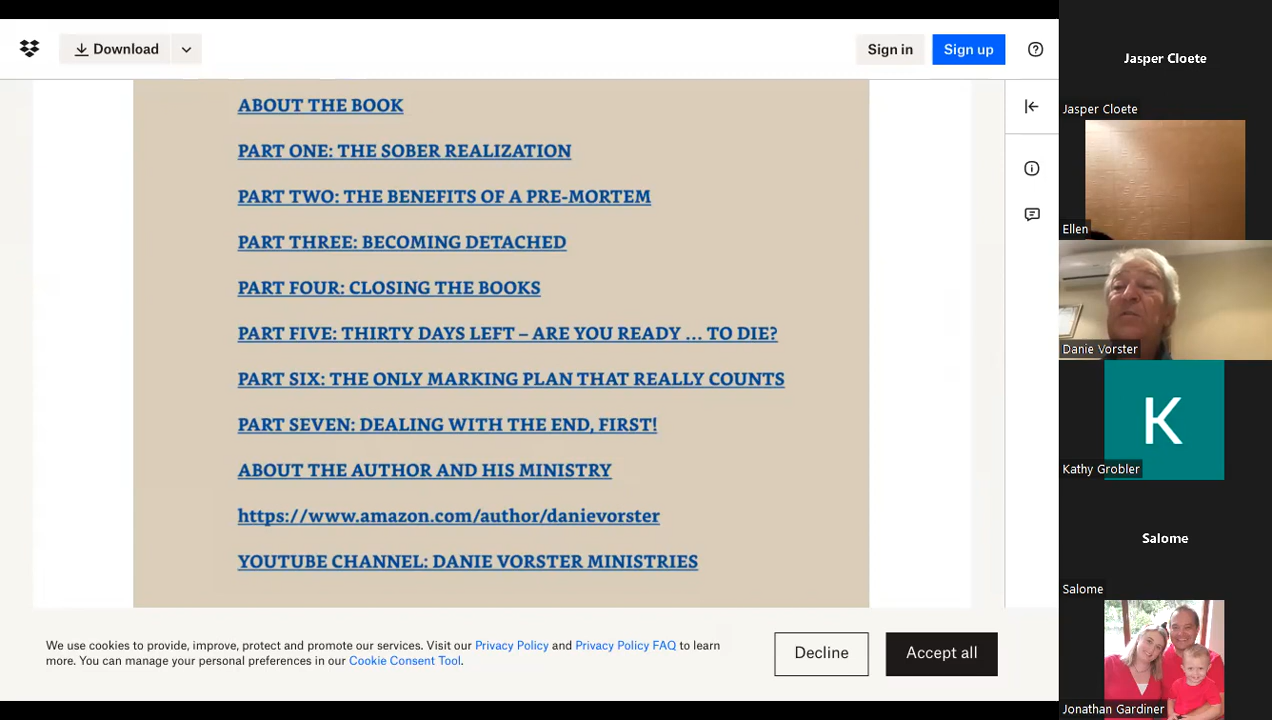 Download
Sign in
Sign up
ABOUT THE BOOK
PART ONE: THE SOBER REALIZATION
PART TWO: THE BENEFITS OF A PRE-MORTEM
PART THREE: BECOMING DETACHED
PART FOUR: CLOSING THE BOOKS
PART FIVE: THIRTY DAYS LEFT – ARE YOU READY … TO DIE?
PART SIX: THE ONLY MARKING PLAN THAT REALLY COUNTS
PART SEVEN: DEALING WITH THE END, FIRST!
ABOUT THE AUTHOR AND HIS MINISTRY
https://www.amazon.com/author/danievorster
YOUTUBE CHANNEL: DANIE VORSTER MINISTRIES
We use cookies to provide, improve, protect and promote our services. Visit our Privacy Policy and Privacy Policy FAQ to learn
more. You can manage your personal preferences in our Cookie Consent Tool.
Decline
Accept all
Jasper Cloete
Jasper Cloete
Ellen
Danie Vorster
K
Kathy Grobler
Salome
Salome
Jonathan Gardiner